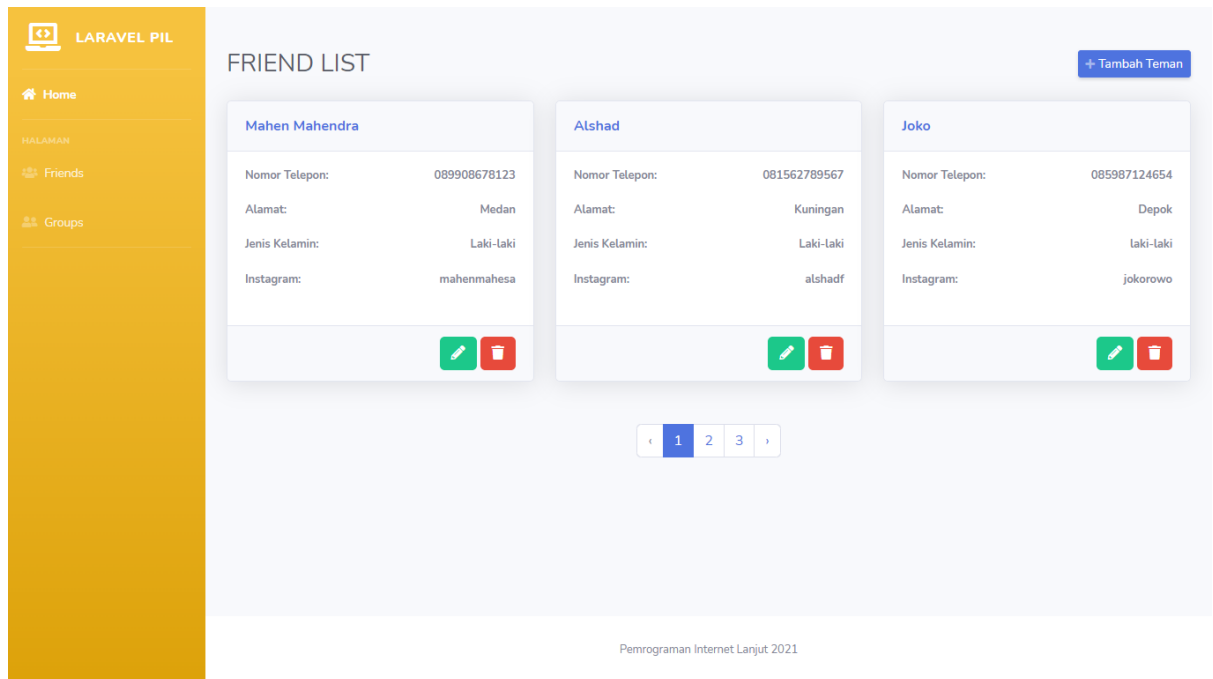 LARAVEL PIL
Home
HALAMAN
Friends
Groups
FRIEND LIST
+ Tambah Teman
Mahen Mahendra
Nomor Telepon: 089908678123
Alamat: Medan
Jenis Kelamin: Laki-laki
Instagram: mahenmahesa
Alshad
Nomor Telepon: 081562789567
Alamat: Kuningan
Jenis Kelamin: Laki-laki
Instagram: alshadf
Joko
Nomor Telepon: 085987124654
Alamat: Depok
Jenis Kelamin: laki-laki
Instagram: jokorowo
‹ 1 2 3 ›
Pemrograman Internet Lanjut 2021